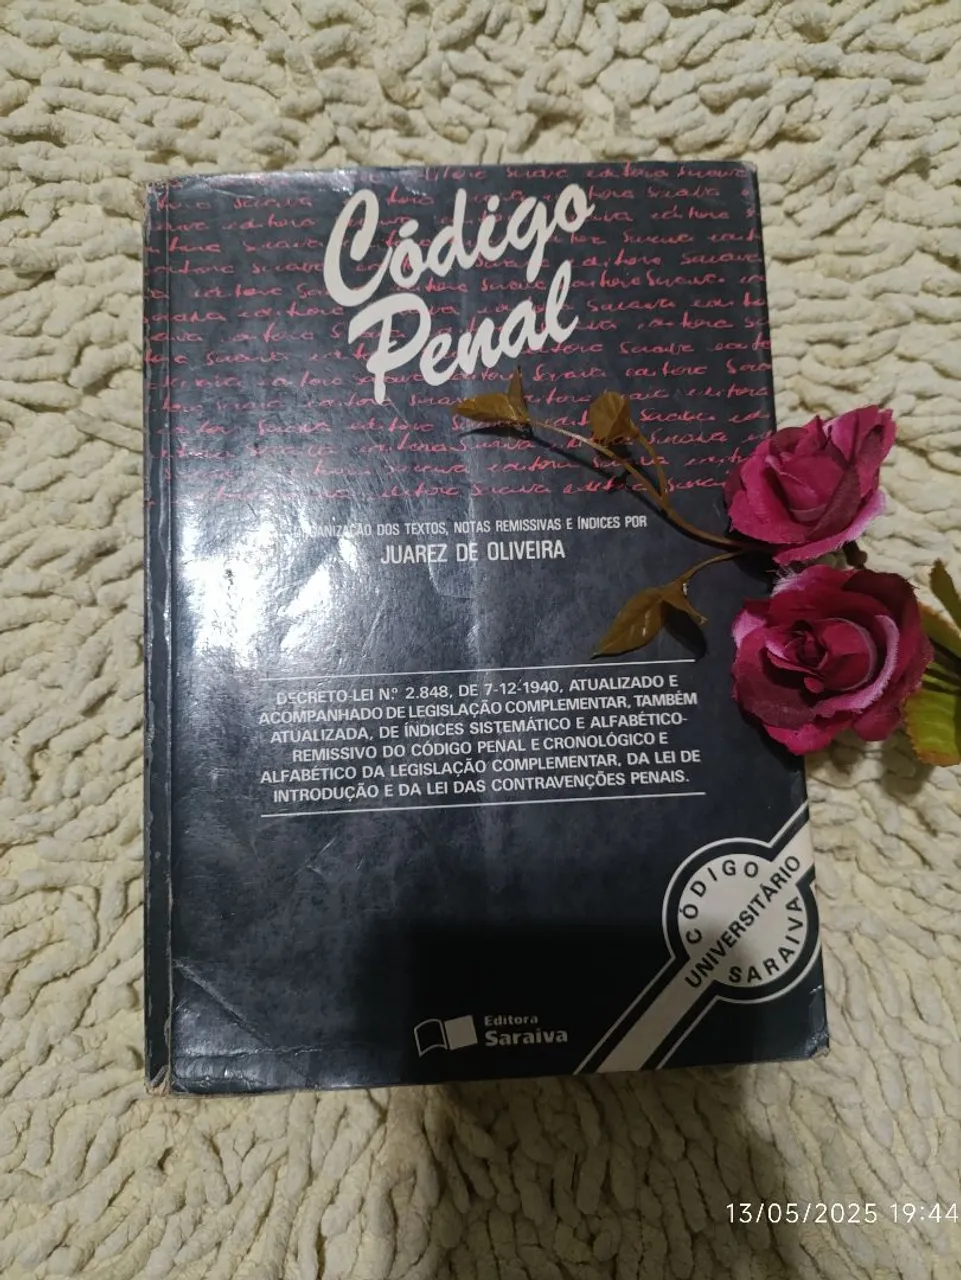 Código
Penal
ORGANIZAÇÃO DOS TEXTOS, NOTAS REMISSIVAS E ÍNDICES POR
JUAREZ DE OLIVEIRA
DECRETO-LEI N.º 2.848, DE 7-12-1940, ATUALIZADO E
ACOMPANHADO DE LEGISLAÇÃO COMPLEMENTAR, TAMBÉM
ATUALIZADA, DE ÍNDICES SISTEMÁTICO E ALFABÉTICO-
REMISSIVO DO CÓDIGO PENAL E CRONOLÓGICO E
ALFABÉTICO DA LEGISLAÇÃO COMPLEMENTAR, DA LEI DE
INTRODUÇÃO E DA LEI DAS CONTRAVENÇÕES PENAIS.
CÓDIGO
UNIVERSITÁRIO
SARAIVA
Editora
Saraiva
13/05/2025 19:44